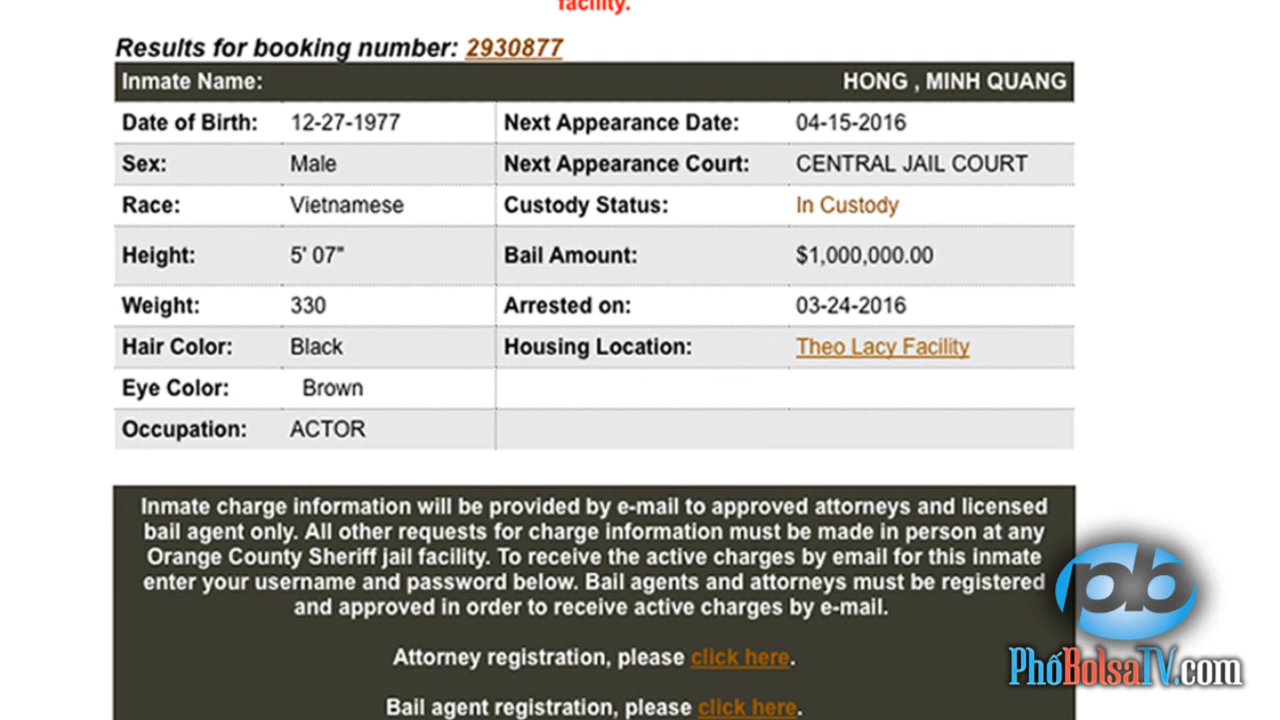 facility.
Results for booking number: 2930877
Inmate Name: HONG , MINH QUANG
Date of Birth: 12-27-1977 Next Appearance Date: 04-15-2016
Sex: Male Next Appearance Court: CENTRAL JAIL COURT
Race: Vietnamese Custody Status: In Custody
Height: 5' 07" Bail Amount: $1,000,000.00
Weight: 330 Arrested on: 03-24-2016
Hair Color: Black Housing Location: Theo Lacy Facility
Eye Color: Brown
Occupation: ACTOR
Inmate charge information will be provided by e-mail to approved attorneys and licensed
bail agent only. All other requests for charge information must be made in person at any
Orange County Sheriff jail facility. To receive the active charges by email for this inmate
enter your username and password below. Bail agents and attorneys must be registered
and approved in order to receive active charges by e-mail.
Attorney registration, please click here.
Bail agent registration, please click here.
pb
PhốBolsaTV.com